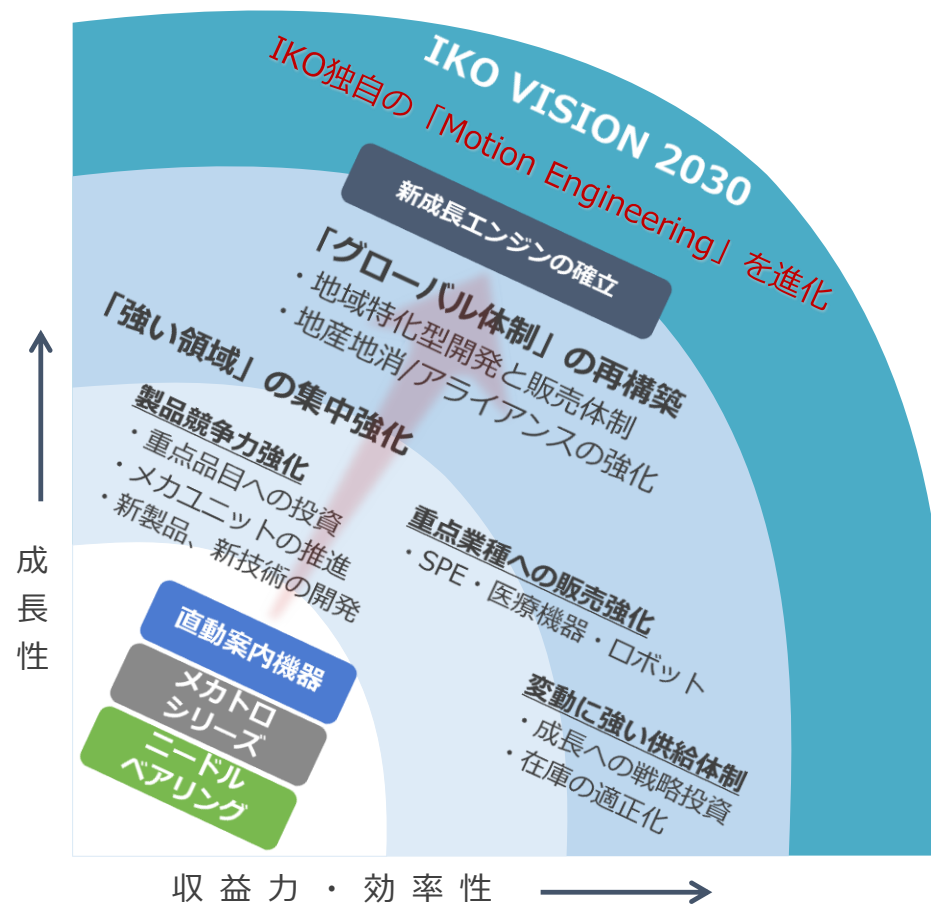 IKO VISION 2030
IKO独自の「Motion Engineering」を進化
新成長エンジンの確立
「グローバル体制」の再構築
・地域特化型開発と販売体制
・地産地消/アライアンスの強化
「強い領域」の集中強化
製品競争力強化
・重点品目への投資
・メカユニットの推進
・新製品、新技術の開発
重点業種への販売強化
・SPE・医療機器・ロボット
変動に強い供給体制
・成長への戦略投資
・在庫の適正化
直動案内機器
メカトロ
シリーズ
ニードル
ベアリング
成長性
収益力・効率性